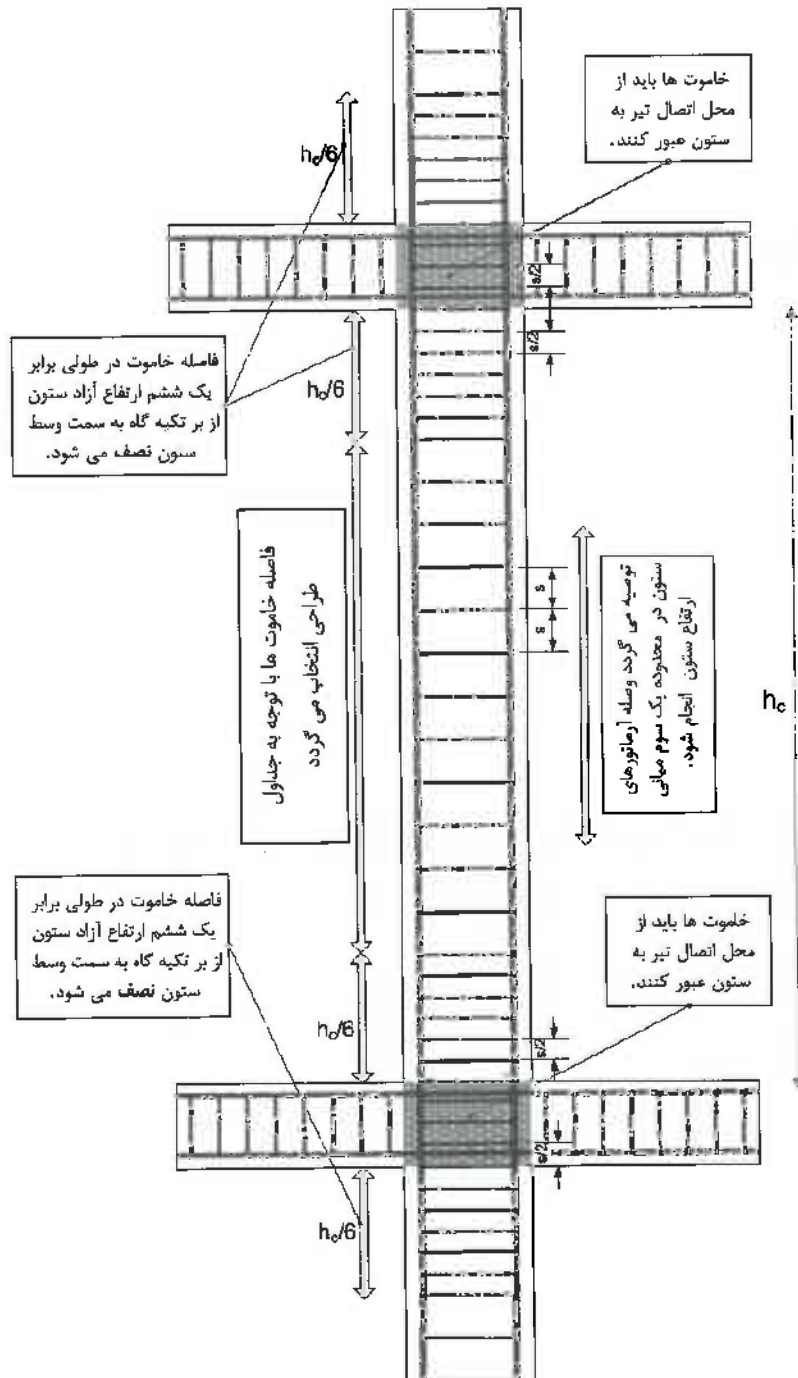 خاموت ها باید از
محل اتصال تیر به
ستون عبور کنند.
h_c/6
s/2
s/2
فاصله خاموت در طولی برابر
یک ششم ارتفاع آزاد ستون
از بر تکیه گاه به سمت وسط
ستون نصف می شود.
h_c/6
فاصله خاموت ها با توجه به جداول
طراحی انتخاب می گردد
s
s
توصیه می گردد وصله آرماتورهای
ستون در محدوده یک سوم میانی
ارتفاع ستون انجام شود.
h_c
فاصله خاموت در طولی برابر
یک ششم ارتفاع آزاد ستون
از بر تکیه گاه به سمت وسط
ستون نصف می شود.
خاموت ها باید از
محل اتصال تیر به
ستون عبور کنند.
h_c/6
s/2
s/2
h_c/6